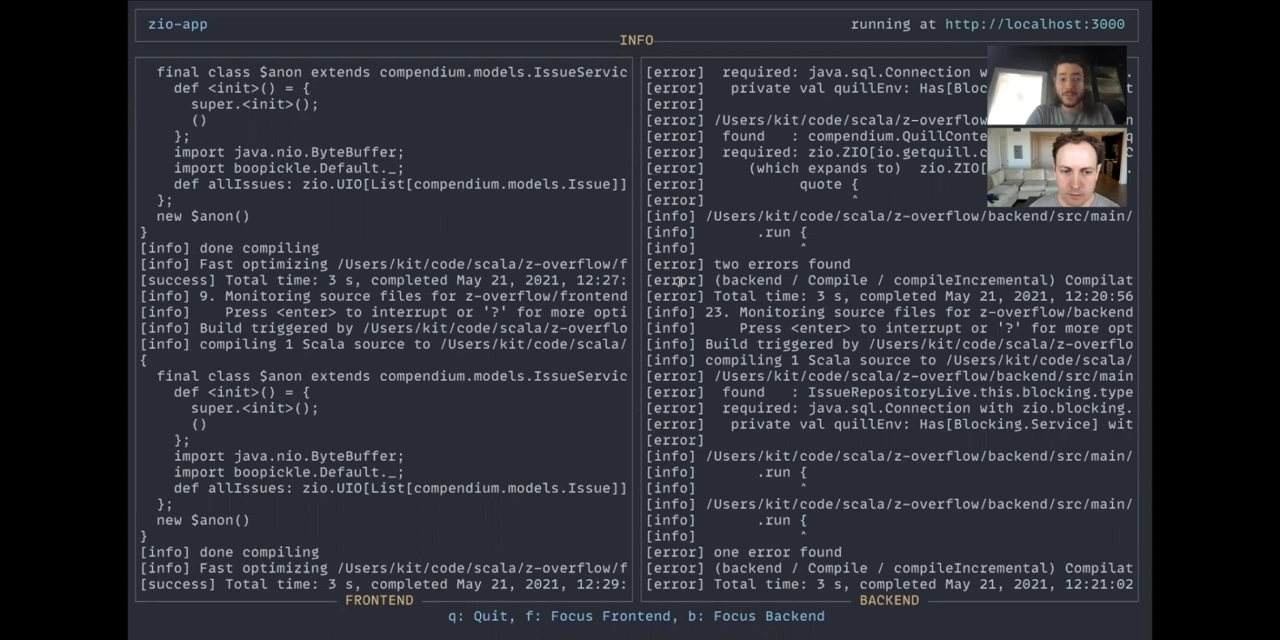 zio-app
running at http://localhost:3000
INFO
final class $anon extends compendium.models.IssueServic
def <init>() = {
super.<init>();
()
};
import java.nio.ByteBuffer;
import boopickle.Default._;
def allIssues: zio.UIO[List[compendium.models.Issue]]
};
new $anon()
}
[info] done compiling
[info] Fast optimizing /Users/kit/code/scala/z-overflow/f
[success] Total time: 3 s, completed May 21, 2021, 12:27:
[info] 9. Monitoring source files for z-overflow/frontend
[info]    Press <enter> to interrupt or '?' for more opti
[info] Build triggered by /Users/kit/code/scala/z-overflo
[info] compiling 1 Scala source to /Users/kit/code/scala/
{
final class $anon extends compendium.models.IssueServic
def <init>() = {
super.<init>();
()
};
import java.nio.ByteBuffer;
import boopickle.Default._;
def allIssues: zio.UIO[List[compendium.models.Issue]]
};
new $anon()
}
[info] done compiling
[info] Fast optimizing /Users/kit/code/scala/z-overflow/f
[success] Total time: 3 s, completed May 21, 2021, 12:29:
FRONTEND
[error]  required: java.sql.Connection w
[error]   private val quillEnv: Has[Bloc
[error]
[error] /Users/kit/code/scala/z-overflow
[error]  found   : compendium.QuillConte
[error]  required: zio.ZIO[io.getquill.c
[error]     (which expands to)  zio.ZIO[
[error]           quote {
[error]                 ^
[info] /Users/kit/code/scala/z-overflow/backend/src/main/
[info]       .run {
[info]            ^
[error] two errors found
[error] (backend / Compile / compileIncremental) Compilat
[error] Total time: 3 s, completed May 21, 2021, 12:20:56
[info] 23. Monitoring source files for z-overflow/backend
[info]     Press <enter> to interrupt or '?' for more opt
[info] Build triggered by /Users/kit/code/scala/z-overflo
[info] compiling 1 Scala source to /Users/kit/code/scala/
[error] /Users/kit/code/scala/z-overflow/backend/src/main
[error]  found   : IssueRepositoryLive.this.blocking.type
[error]  required: java.sql.Connection with zio.blocking.
[error]   private val quillEnv: Has[Blocking.Service] wit
[error]
[info] /Users/kit/code/scala/z-overflow/backend/src/main/
[info]       .run {
[info]            ^
[info] /Users/kit/code/scala/z-overflow/backend/src/main/
[info]       .run {
[info]            ^
[error] one error found
[error] (backend / Compile / compileIncremental) Compilat
[error] Total time: 3 s, completed May 21, 2021, 12:21:02
BACKEND
q: Quit, f: Focus Frontend, b: Focus Backend